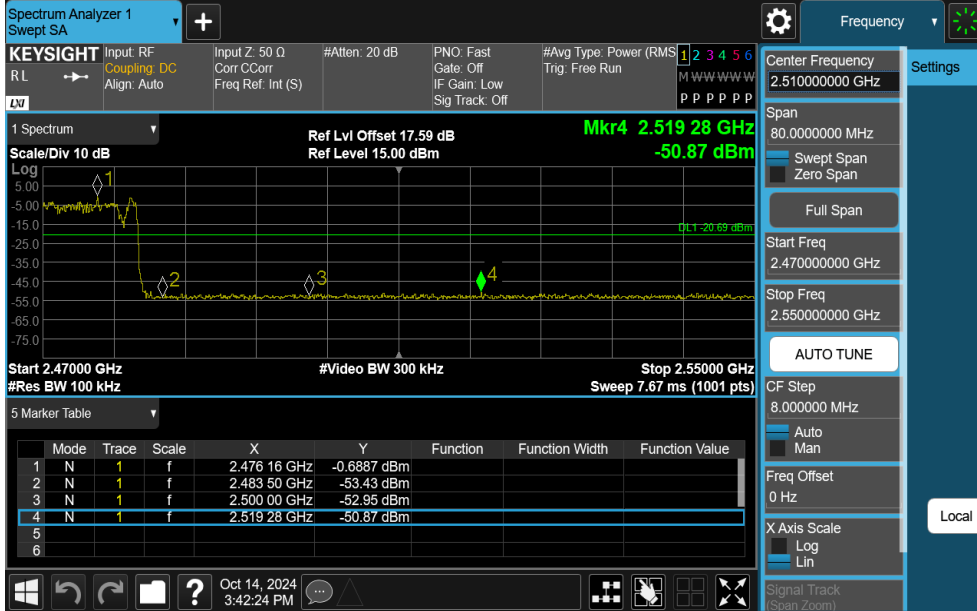 Spectrum Analyzer 1
Swept SA
+
Frequency
KEYSIGHT
RL
LXI
Input: RF
Coupling: DC
Align: Auto
Input Z: 50 Ω
Corr CCorr
Freq Ref: Int (S)
#Atten: 20 dB
PNO: Fast
Gate: Off
IF Gain: Low
Sig Track: Off
#Avg Type: Power (RMS
Trig: Free Run
1 2 3 4 5 6
M W W W W W
P P P P P P
1 Spectrum
Scale/Div 10 dB
Ref Lvl Offset 17.59 dB
Ref Level 15.00 dBm
Mkr4 2.519 28 GHz
-50.87 dBm
Log
5.00
-5.00
-15.0
-25.0
-35.0
-45.0
-55.0
-65.0
-75.0
1
2
3
4
DL1 -20.69 dBm
Start 2.47000 GHz
#Video BW 300 kHz
Stop 2.55000 GHz
#Res BW 100 kHz
Sweep 7.67 ms (1001 pts)
5 Marker Table
Mode Trace Scale X Y Function Function Width Function Value
1 N 1 f 2.476 16 GHz -0.6887 dBm
2 N 1 f 2.483 50 GHz -53.43 dBm
3 N 1 f 2.500 00 GHz -52.95 dBm
4 N 1 f 2.519 28 GHz -50.87 dBm
5
6
?
Oct 14, 2024
3:42:24 PM
Center Frequency
2.510000000 GHz
Span
80.0000000 MHz
Swept Span
Zero Span
Full Span
Start Freq
2.470000000 GHz
Stop Freq
2.550000000 GHz
AUTO TUNE
CF Step
8.000000 MHz
Auto
Man
Freq Offset
0 Hz
X Axis Scale
Log
Lin
Signal Track
(Span Zoom)
Settings
Local